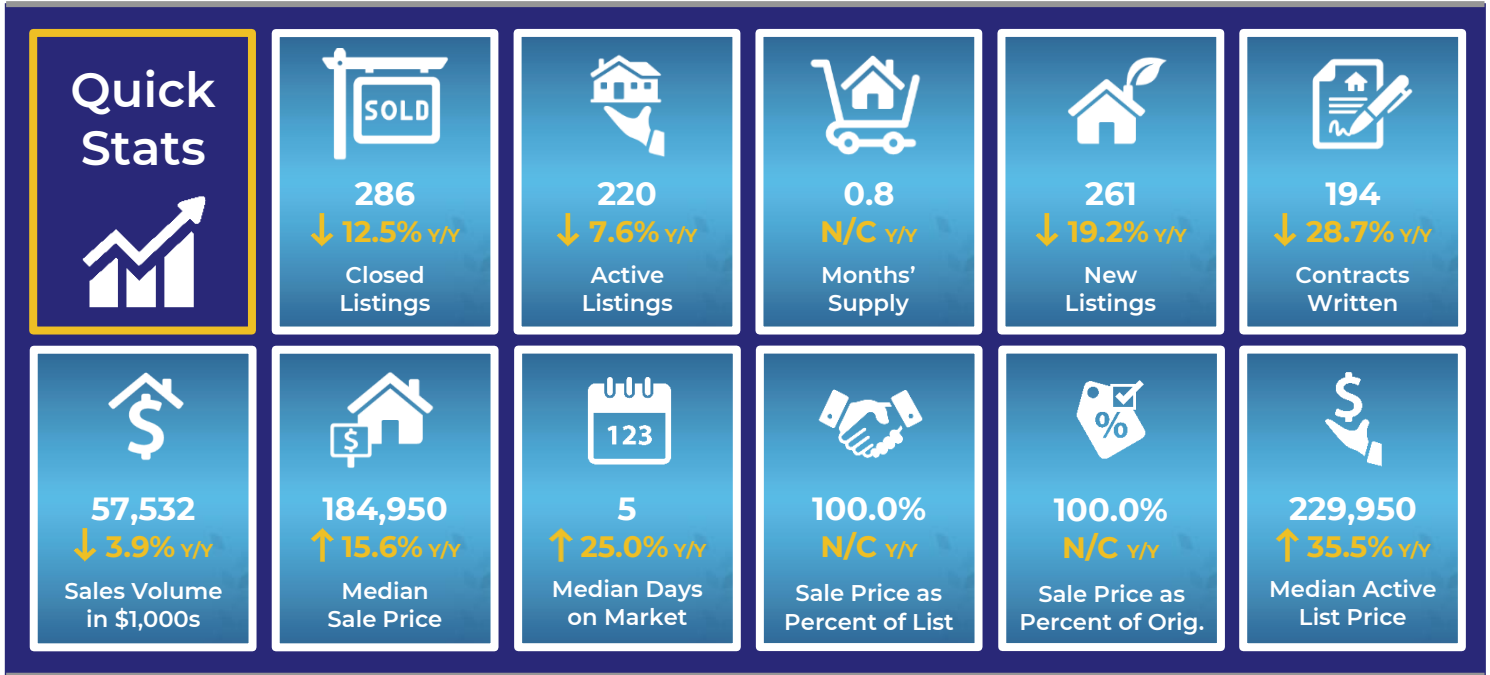 Quick
Stats
SOLD
286
↓ 12.5% Y/Y
Closed
Listings
220
↓ 7.6% Y/Y
Active
Listings
0.8
N/C Y/Y
Months’
Supply
261
↓ 19.2% Y/Y
New
Listings
194
↓ 28.7% Y/Y
Contracts
Written
$
57,532
↓ 3.9% Y/Y
Sales Volume
in $1,000s
$
184,950
↑ 15.6% Y/Y
Median
Sale Price
123
5
↑ 25.0% Y/Y
Median Days
on Market
100.0%
N/C Y/Y
Sale Price as
Percent of List
%
100.0%
N/C Y/Y
Sale Price as
Percent of Orig.
$
229,950
↑ 35.5% Y/Y
Median Active
List Price